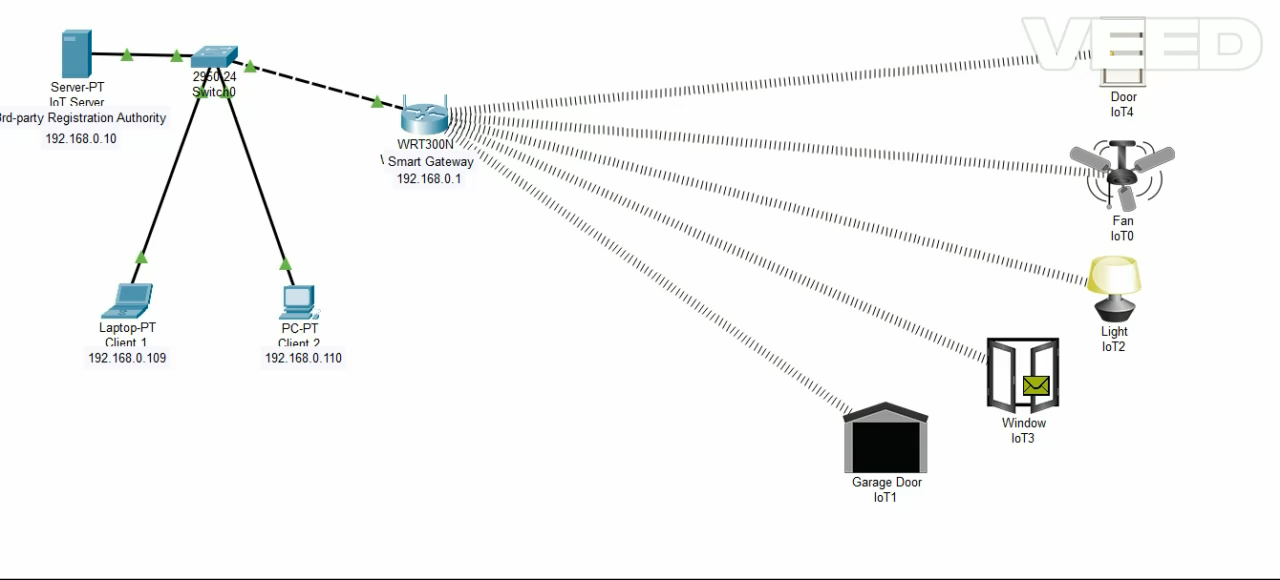 VEED
Server-PT
IoT Server
3rd-party Registration Authority
192.168.0.10
2950-24
Switch0
WRT300N
\ Smart Gateway
192.168.0.1
Door
IoT4
Fan
IoT0
Light
IoT2
Window
IoT3
Garage Door
IoT1
Laptop-PT
Client 1
192.168.0.109
PC-PT
Client 2
192.168.0.110